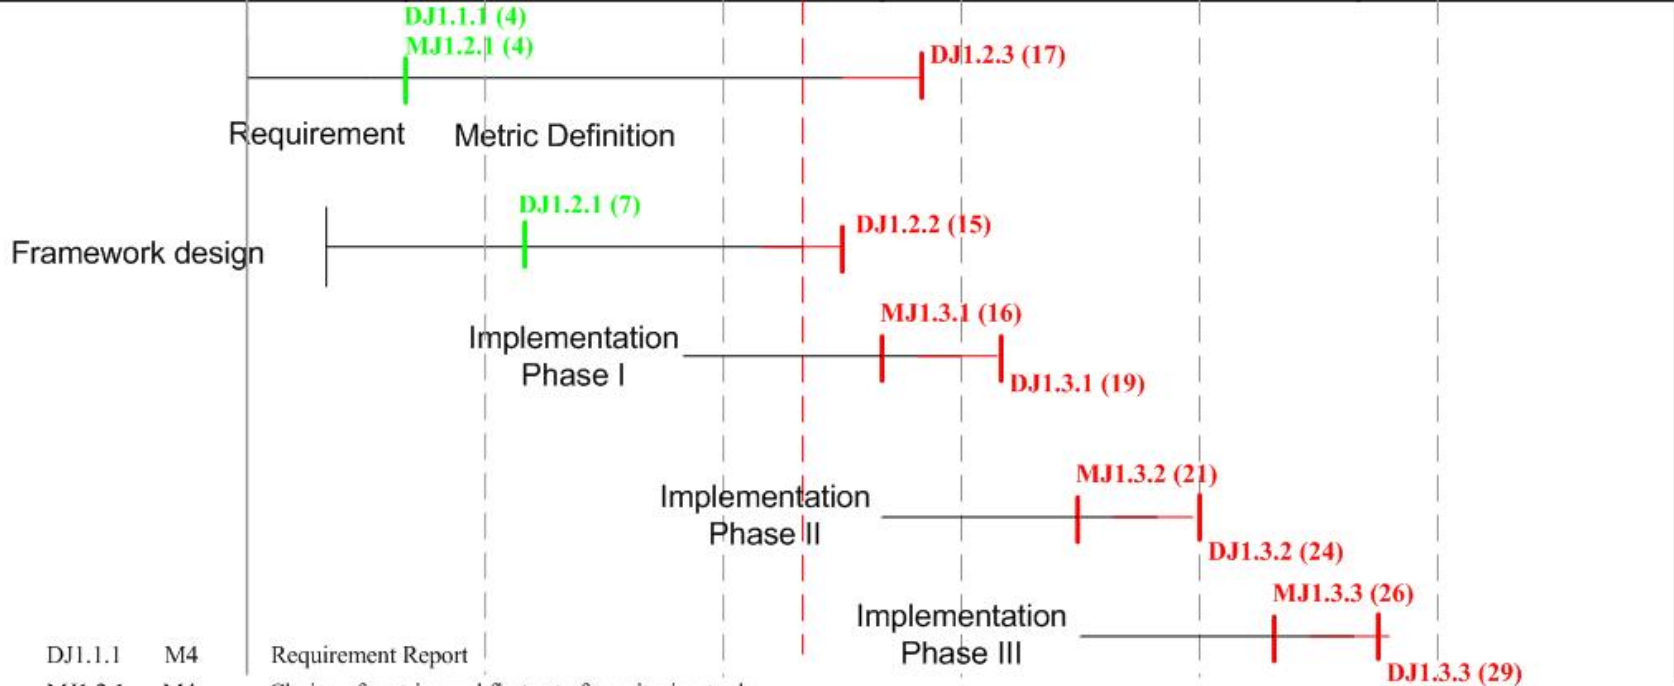 DJ1.1.1 (4)
MJ1.2.1 (4)
DJ1.2.3 (17)
Requirement
Metric Definition
DJ1.2.1 (7)
DJ1.2.2 (15)
Framework design
MJ1.3.1 (16)
Implementation
Phase I
DJ1.3.1 (19)
MJ1.3.2 (21)
Implementation
Phase II
DJ1.3.2 (24)
MJ1.3.3 (26)
Implementation
Phase III
DJ1.3.3 (29)
DJ1.1.1 M4 Requirement Report